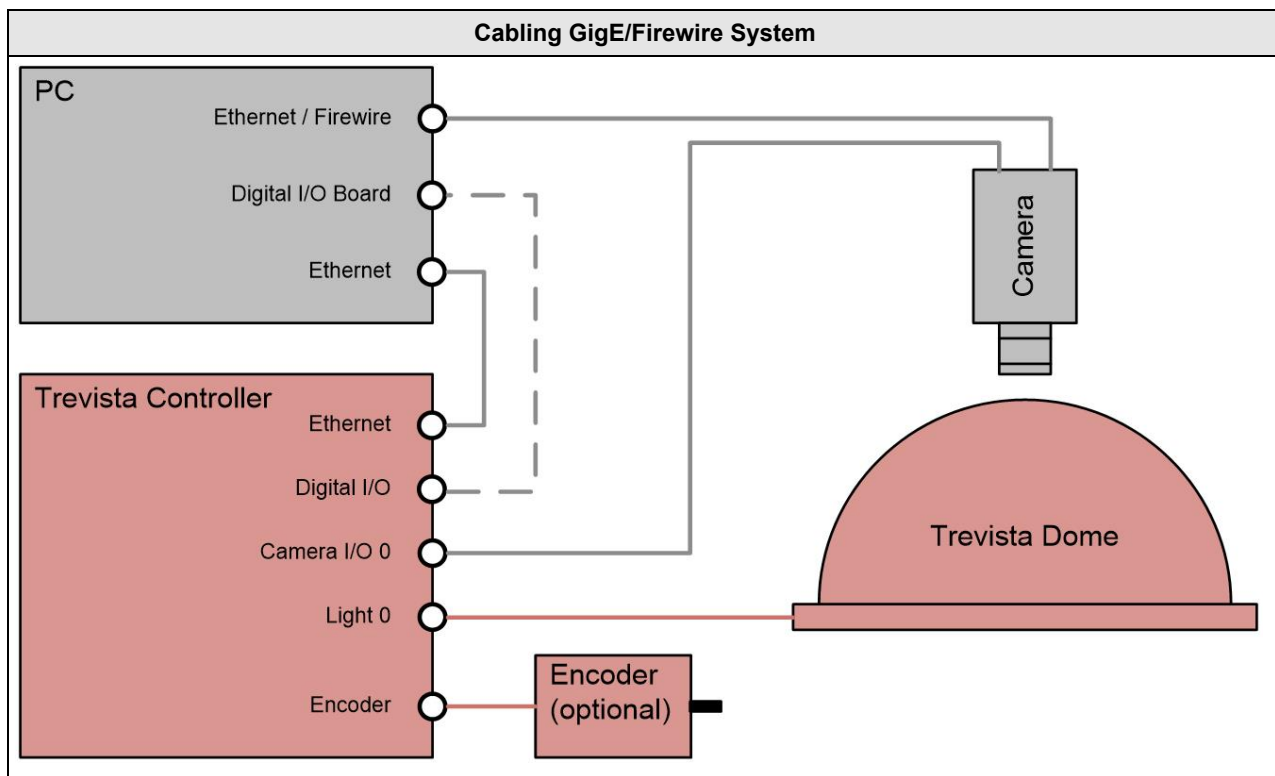 Cabling GigE/Firewire System
PC
Ethernet / Firewire
Digital I/O Board
Ethernet
Camera
Trevista Controller
Ethernet
Digital I/O
Camera I/O 0
Light 0
Encoder
Trevista Dome
Encoder
(optional)